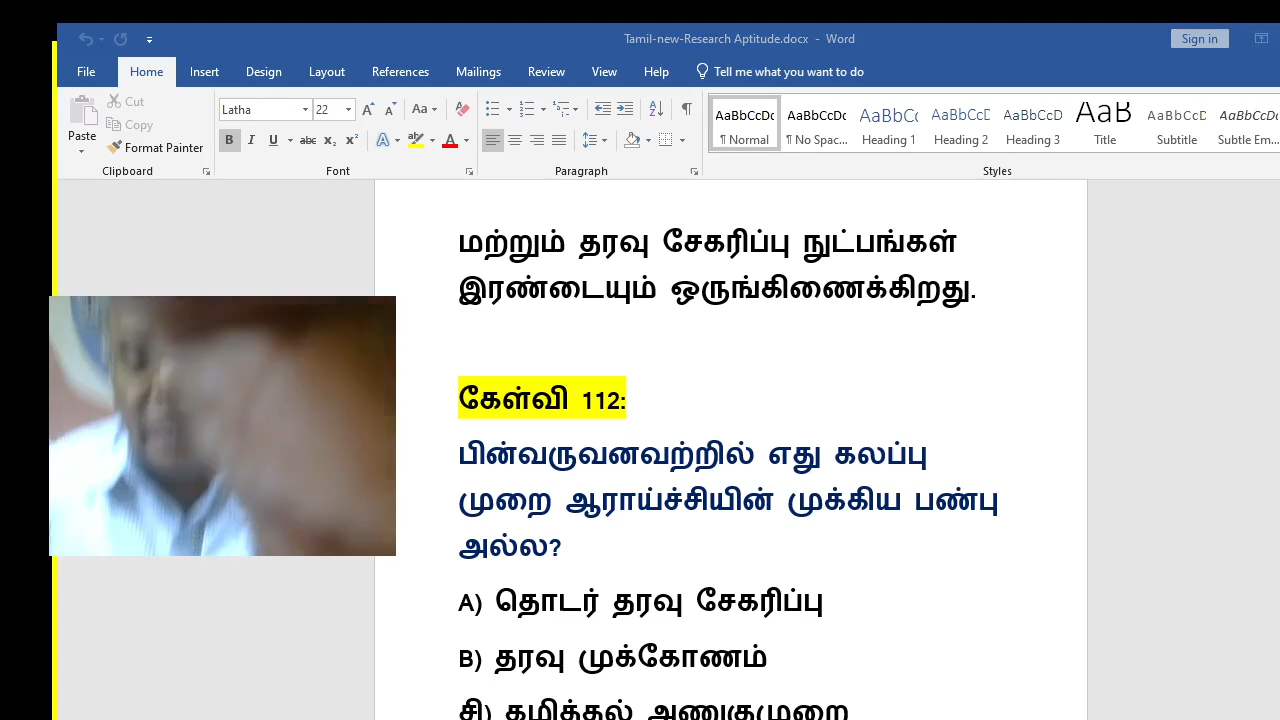 Tamil-new-Research Aptitude.docx - Word
Sign in
File Home Insert Design Layout References Mailings Review View Help Tell me what you want to do
Paste
Cut
Copy
Format Painter
Latha 22
Clipboard Font Paragraph Styles
AaBbCcDc AaBbCcDc AaBbCc AaBbCcD AaBbCcD AaB AaBbCcD AaBbCcDc
¶ Normal ¶ No Spac... Heading 1 Heading 2 Heading 3 Title Subtitle Subtle Em...
மற்றும் தரவு சேகரிப்பு நுட்பங்கள்
இரண்டையும் ஒருங்கிணைக்கிறது.
கேள்வி 112:
பின்வருவனவற்றில் எது கலப்பு
முறை ஆராய்ச்சியின் முக்கிய பண்பு
அல்ல?
A) தொடர் தரவு சேகரிப்பு
B) தரவு முக்கோணம்
சி) கழித்தல் அணுகுமுறை